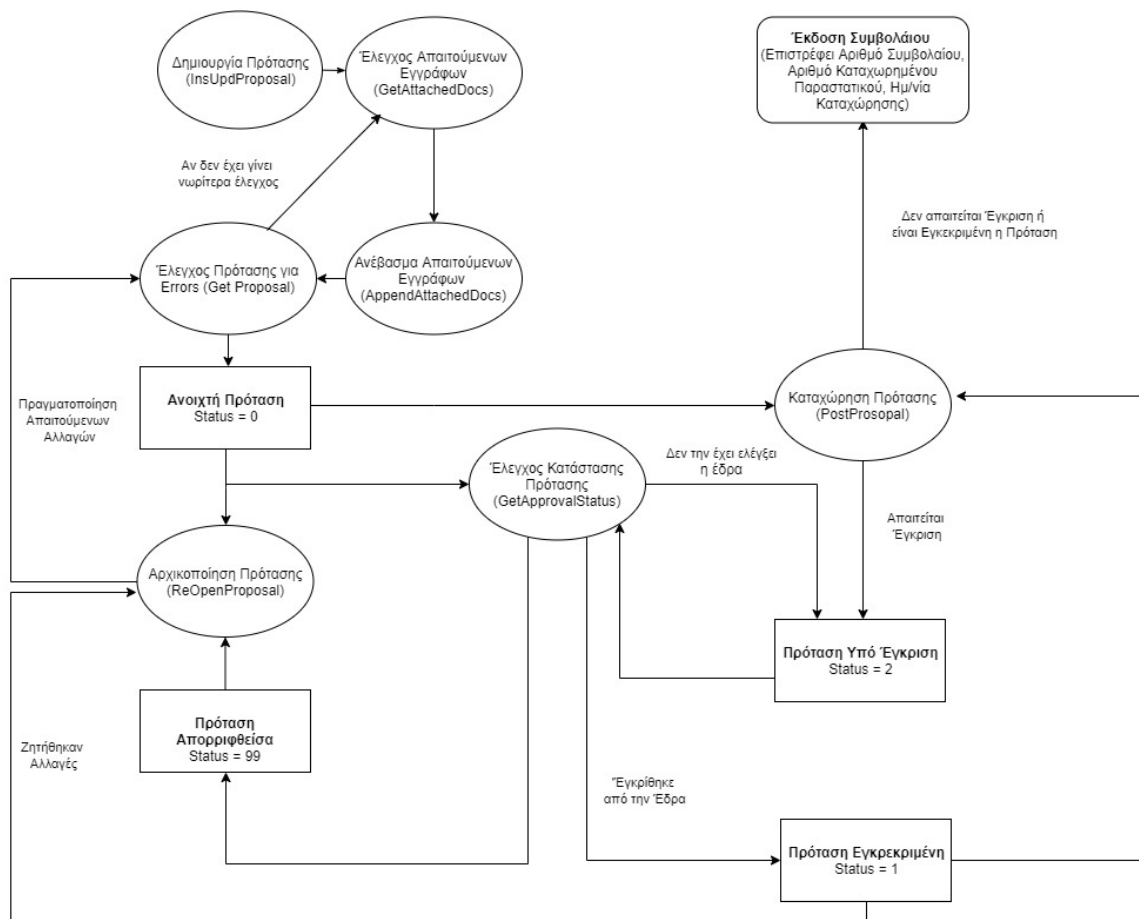 Δημιουργία Πρότασης
(InsUpdProposal)
Έλεγχος Απαιτούμενων
Εγγράφων
(GetAttachedDocs)
Έκδοση Συμβολάιου
(Επιστρέφει Αριθμό Συμβολαίου,
Αριθμό Καταχωρημένου
Παραστατικού, Ημ/νία
Καταχώρησης)
Αν δεν έχει γίνει
νωρίτερα έλεγχος
Δεν απαιτείται Έγκριση ή
είναι Εγκεκριμένη η Πρόταση
Έλεγχος Πρότασης για
Errors (Get Proposal)
Ανέβασμα Απαιτούμενων
Εγγράφων
(AppendAttachedDocs)
Πραγματοποίηση
Απαιτούμενων
Αλλαγών
Ανοιχτή Πρόταση
Status = 0
Καταχώρηση Πρότασης
(PostProsopal)
Έλεγχος Κατάστασης
Πρότασης
(GetApprovalStatus)
Δεν την έχει ελέγξει
η έδρα
Απαιτείται
Έγκριση
Αρχικοποίηση Πρότασης
(ReOpenProposal)
Πρόταση Υπό Έγκριση
Status = 2
Πρόταση
Απορριφθείσα
Status = 99
Ζητήθηκαν
Αλλαγές
Έγκρίθηκε
από την Έδρα
Πρόταση Εγκρεκριμένη
Status = 1